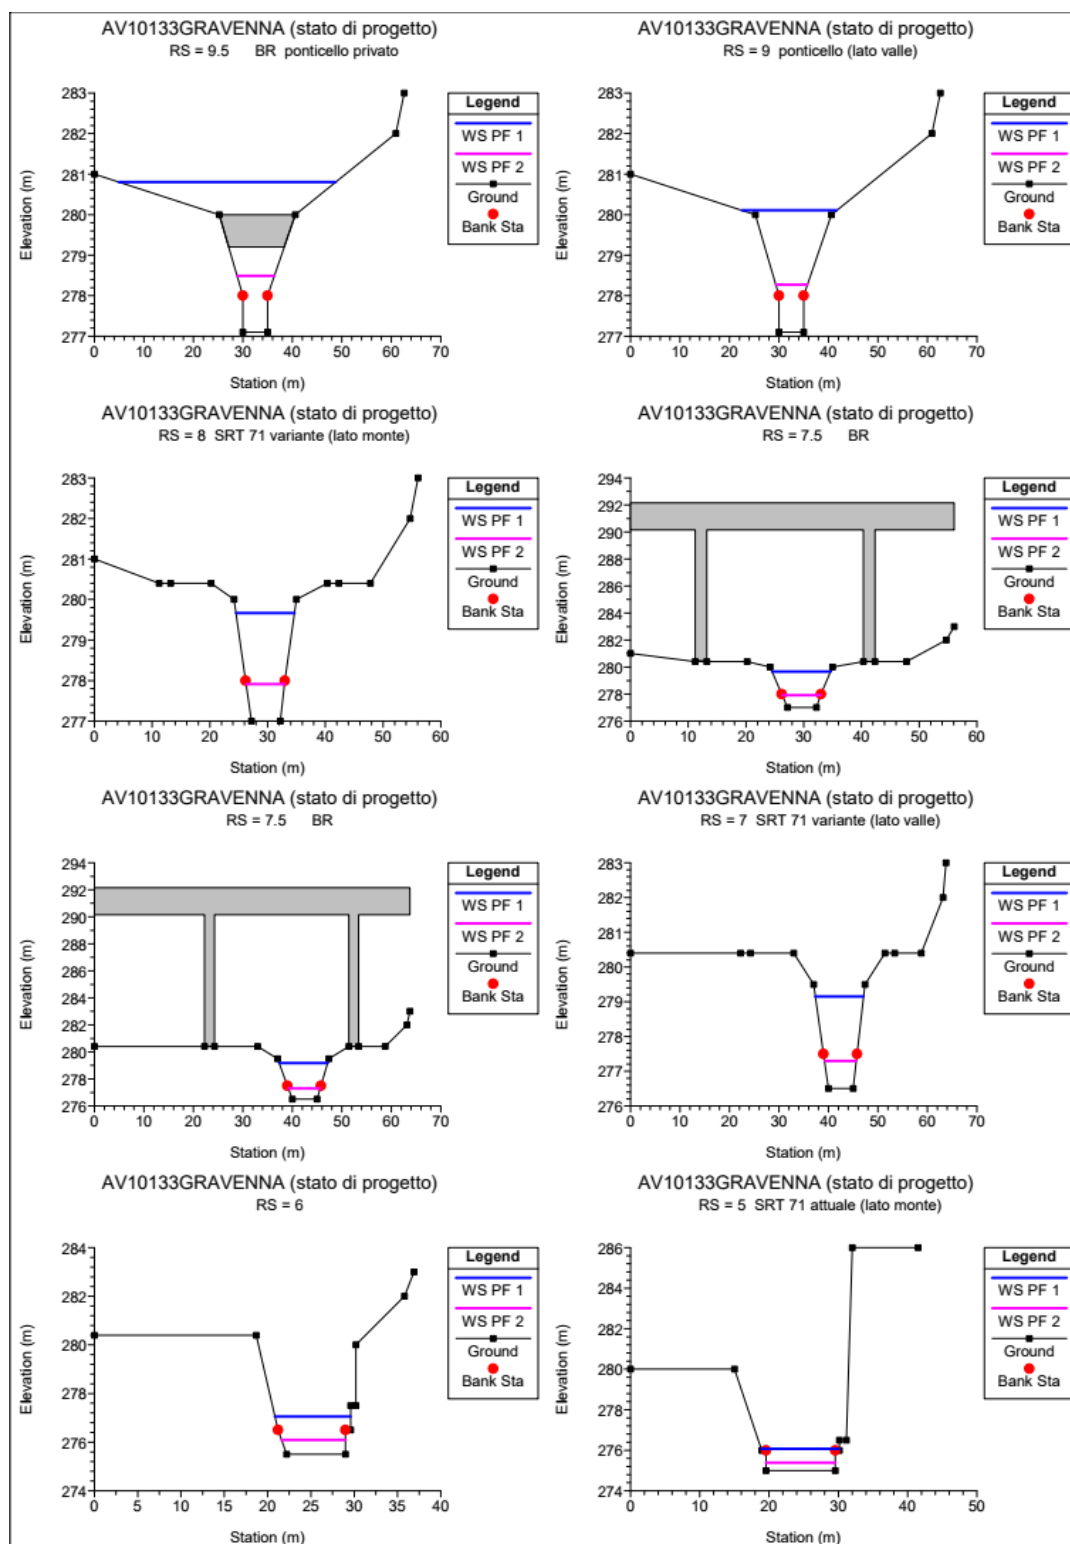 AV10133GRAVENNA (stato di progetto)
RS = 9.5 BR ponticello privato
283
282
281
280
279
278
277
0 10 20 30 40 50 60 70
Station (m)
Elevation (m)
Legend
WS PF 1
WS PF 2
Ground
Bank Sta
AV10133GRAVENNA (stato di progetto)
RS = 9 ponticello (lato valle)
283
282
281
280
279
278
277
0 10 20 30 40 50 60 70
Station (m)
Elevation (m)
Legend
WS PF 1
WS PF 2
Ground
Bank Sta
AV10133GRAVENNA (stato di progetto)
RS = 8 SRT 71 variante (lato monte)
283
282
281
280
279
278
277
0 10 20 30 40 50 60
Station (m)
Elevation (m)
Legend
WS PF 1
WS PF 2
Ground
Bank Sta
AV10133GRAVENNA (stato di progetto)
RS = 7.5 BR
294
292
290
288
286
284
282
280
278
276
0 10 20 30 40 50 60
Station (m)
Elevation (m)
Legend
WS PF 1
WS PF 2
Ground
Bank Sta
AV10133GRAVENNA (stato di progetto)
RS = 7.5 BR
294
292
290
288
286
284
282
280
278
276
0 10 20 30 40 50 60 70
Station (m)
Elevation (m)
Legend
WS PF 1
WS PF 2
Ground
Bank Sta
AV10133GRAVENNA (stato di progetto)
RS = 7 SRT 71 variante (lato valle)
283
282
281
280
279
278
277
276
0 10 20 30 40 50 60 70
Station (m)
Elevation (m)
Legend
WS PF 1
WS PF 2
Ground
Bank Sta
AV10133GRAVENNA (stato di progetto)
RS = 6
284
282
280
278
276
274
0 5 10 15 20 25 30 35 40
Station (m)
Elevation (m)
Legend
WS PF 1
WS PF 2
Ground
Bank Sta
AV10133GRAVENNA (stato di progetto)
RS = 5 SRT 71 attuale (lato monte)
286
284
282
280
278
276
274
0 10 20 30 40 50
Station (m)
Elevation (m)
Legend
WS PF 1
WS PF 2
Ground
Bank Sta